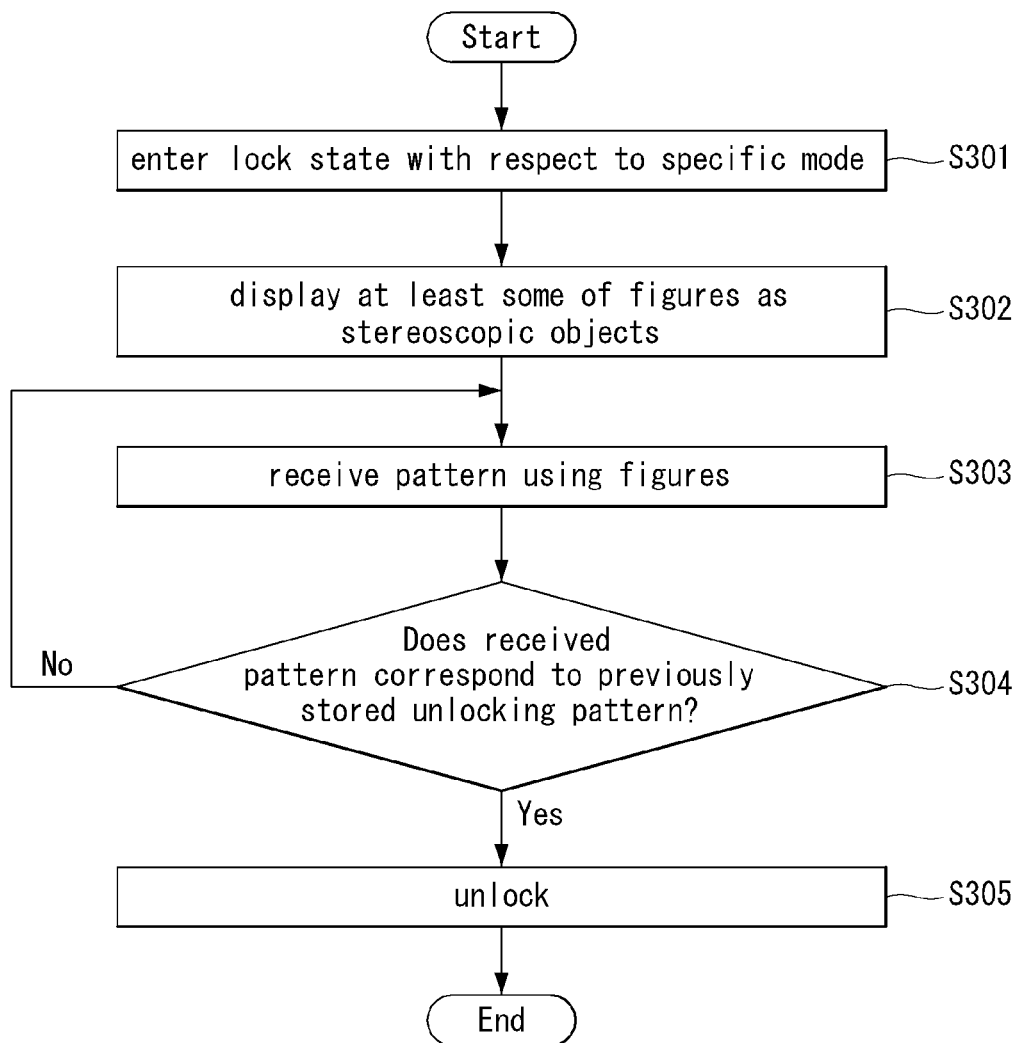 Start
enter lock state with respect to specific mode
S301
display at least some of figures as
stereoscopic objects
S302
receive pattern using figures
S303
Does received
pattern correspond to previously
stored unlocking pattern?
S304
No
Yes
unlock
S305
End